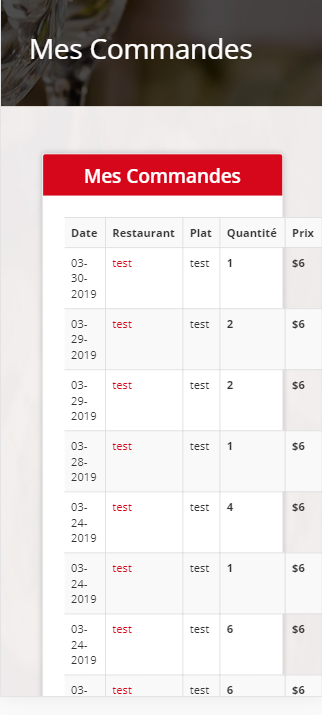 Mes Commandes
Mes Commandes
Date Restaurant Plat Quantité Prix
03-30-2019 test test 1 $6
03-29-2019 test test 2 $6
03-29-2019 test test 2 $6
03-28-2019 test test 1 $6
03-24-2019 test test 4 $6
03-24-2019 test test 1 $6
03-24-2019 test test 6 $6
03- test test 6 $6